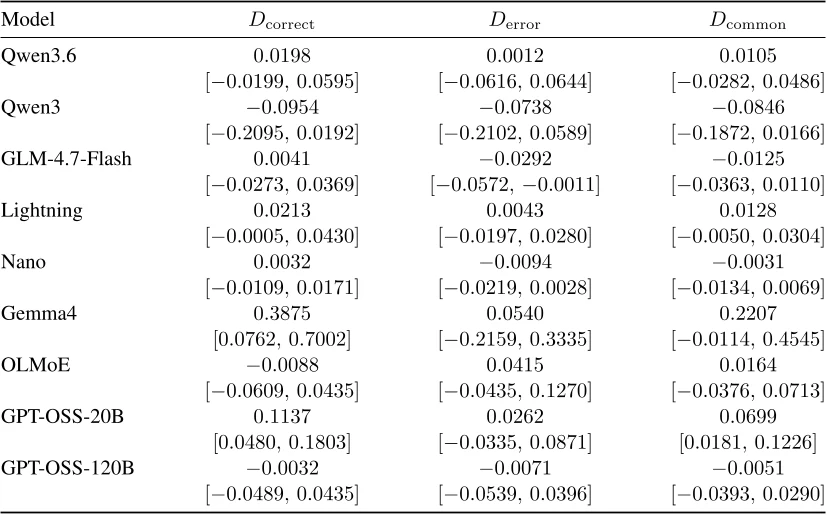 Model D_correct D_error D_common
Qwen3.6 0.0198 0.0012 0.0105
[−0.0199, 0.0595] [−0.0616, 0.0644] [−0.0282, 0.0486]
Qwen3 −0.0954 −0.0738 −0.0846
[−0.2095, 0.0192] [−0.2102, 0.0589] [−0.1872, 0.0166]
GLM-4.7-Flash 0.0041 −0.0292 −0.0125
[−0.0273, 0.0369] [−0.0572, −0.0011] [−0.0363, 0.0110]
Lightning 0.0213 0.0043 0.0128
[−0.0005, 0.0430] [−0.0197, 0.0280] [−0.0050, 0.0304]
Nano 0.0032 −0.0094 −0.0031
[−0.0109, 0.0171] [−0.0219, 0.0028] [−0.0134, 0.0069]
Gemma4 0.3875 0.0540 0.2207
[0.0762, 0.7002] [−0.2159, 0.3335] [−0.0114, 0.4545]
OLMoE −0.0088 0.0415 0.0164
[−0.0609, 0.0435] [−0.0435, 0.1270] [−0.0376, 0.0713]
GPT-OSS-20B 0.1137 0.0262 0.0699
[0.0480, 0.1803] [−0.0335, 0.0871] [0.0181, 0.1226]
GPT-OSS-120B −0.0032 −0.0071 −0.0051
[−0.0489, 0.0435] [−0.0539, 0.0396] [−0.0393, 0.0290]